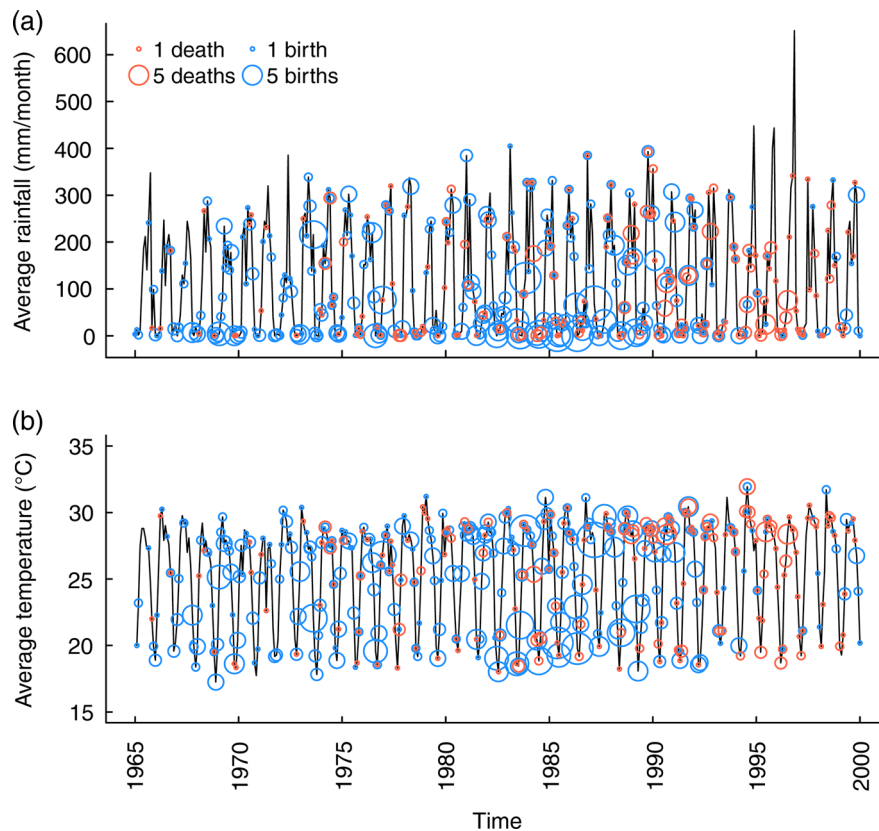 (a)
1 death 1 birth
5 deaths 5 births
Average rainfall (mm/month)
600
500
400
300
200
100
0
(b)
Average temperature (°C)
35
30
25
20
15
1965 1970 1975 1980 1985 1990 1995 2000
Time